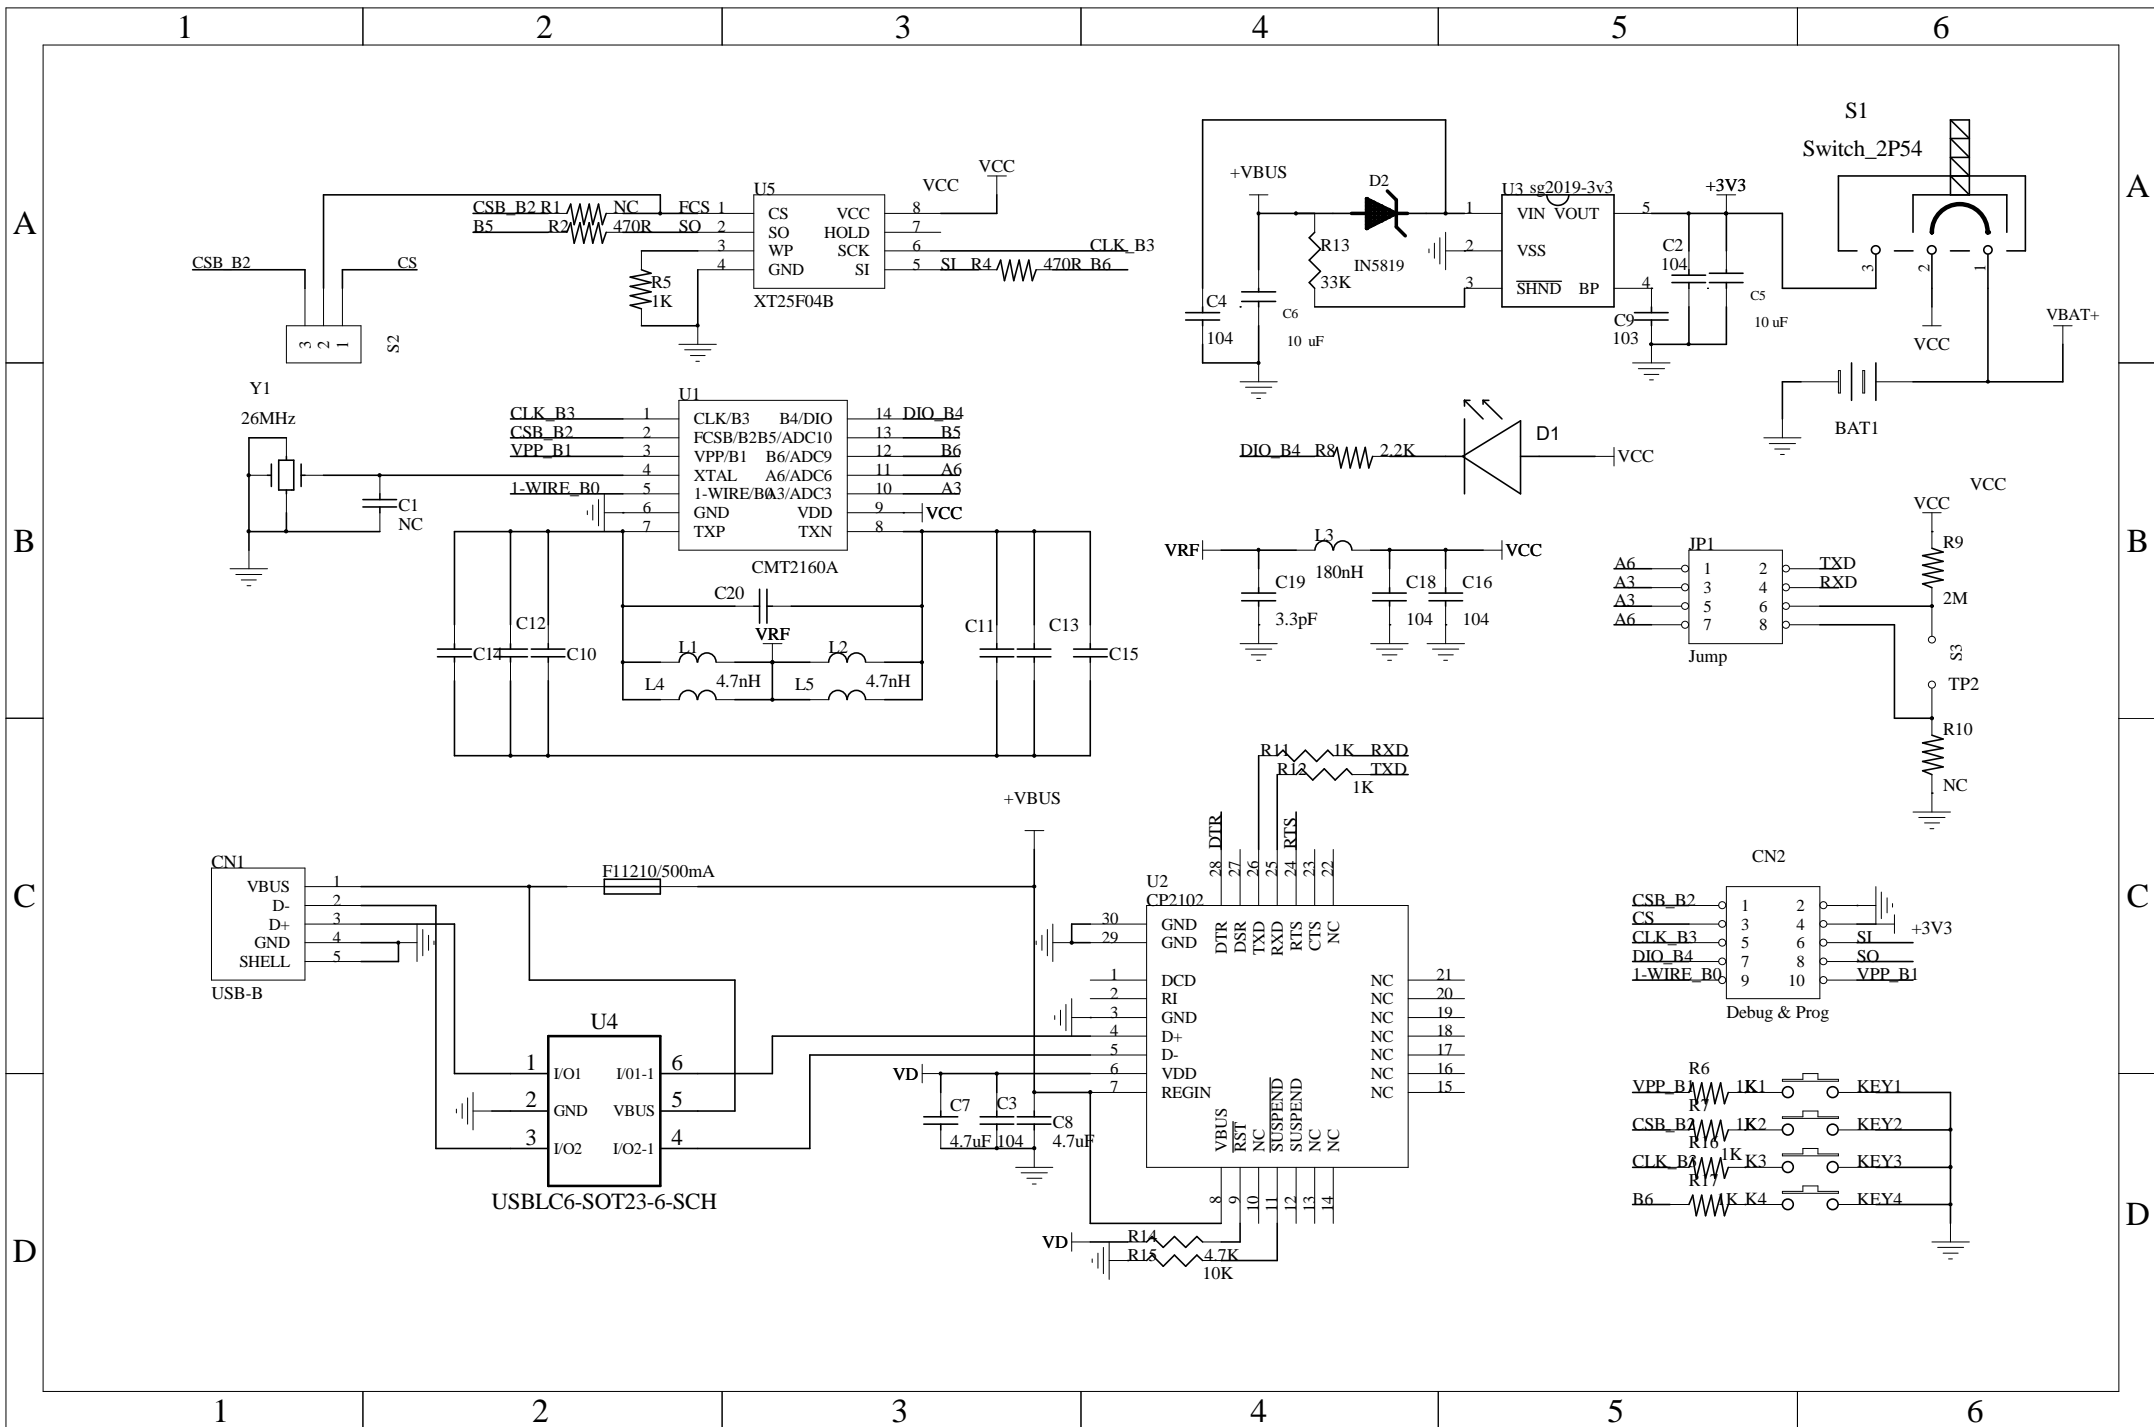 1 2 3 4 5 6
A A
S1
Switch_2P54
3 2 1
VCC
VBAT+
BAT1
U5
CSB_B2 R1 NC FCS 1 CS VCC 8 VCC VCC
B5 R2 470R SO 2 SO HOLD 7
3 WP SCK 6 CLK_B3
4 GND SI 5 SI R4 470R B6
R5
1K
XT25F04B
CSB_B2 CS
3 2 1 S2
+VBUS
D2
IN5819
R13
33K
C4
104
C6
10 uF
U3 sg2019-3v3
1 VIN VOUT 5
2 VSS
3 SHND BP 4
+3V3
C2
104
C5
10 uF
C9
103
B B
Y1
26MHz
C1
NC
U1
CLK_B3 1 CLK/B3 B4/DIO 14 DIO_B4
CSB_B2 2 FCSB/B2 B5/ADC10 13 B5
VPP_B1 3 VPP/B1 B6/ADC9 12 B6
4 XTAL A6/ADC6 11 A6
1-WIRE_B0 5 1-WIRE/B0 A3/ADC3 10 A3
6 GND VDD 9 VCC
7 TXP TXN 8
CMT2160A
C20
VRF
C14 C12 C10 C11 C13 C15
L1 L2
4.7nH 4.7nH
L4 L5
DIO_B4 R8 2.2K D1 VCC
VRF L3 VCC
180nH
C19
3.3pF
C18
104
C16
104
JP1
A6 1 2 TXD
A3 3 4 RXD
A3 5 6
A6 7 8
Jump
VCC VCC
R9
2M
S3
TP2
R10
NC
C C
CN1
VBUS 1
D- 2
D+ 3
GND 4
SHELL 5
USB-B
F11210/500mA
+VBUS
U4
1 I/O1 I/01-1 6
2 GND VBUS 5
3 I/O2 I/O2-1 4
USBLC6-SOT23-6-SCH
R11 1K RXD
R12 TXD
1K
DTR RTS
28 27 26 25 24 23 22
U2
CP2102
DTR DSR TXD RXD RTS CTS NC
30 GND
29 GND
1 DCD NC 21
2 RI NC 20
3 GND NC 19
4 D+ NC 18
5 D- NC 17
VD 6 VDD NC 16
7 REGIN NC 15
VBUS RST NC SUSPEND SUSPEND NC NC
8 9 10 11 12 13 14
C7
4.7uF
C3
104
C8
4.7uF
VD R14 4.7K
R15 10K
CN2
CSB_B2 1 2
CS 3 4 +3V3
CLK_B3 5 6 SI
DIO_B4 7 8 SO
1-WIRE_B0 9 10 VPP_B1
Debug & Prog
R6
VPP_B1 1K K1 KEY1
R7
CSB_B2 1K K2 KEY2
R16
CLK_B3 1K K3 KEY3
R17
B6 1K K4 KEY4
D D
1 2 3 4 5 6